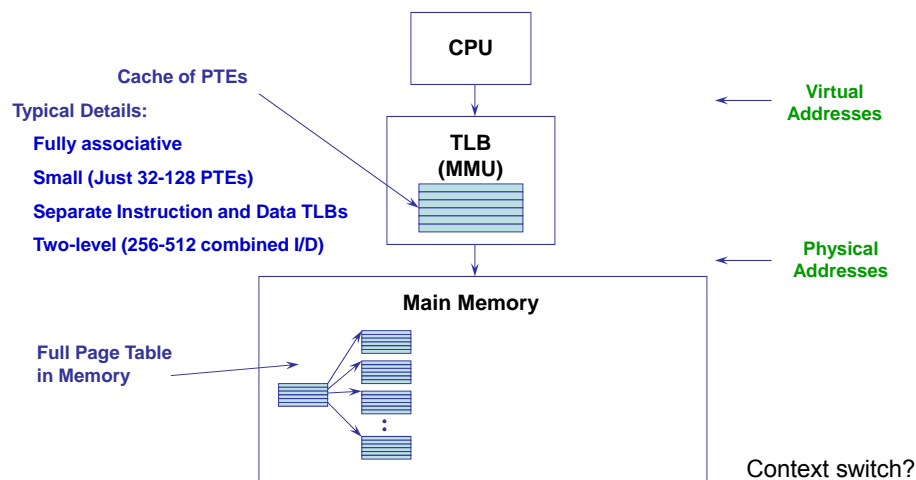 CPU
Cache of PTEs
Typical Details:
Fully associative
Small (Just 32-128 PTEs)
Separate Instruction and Data TLBs
Two-level (256-512 combined I/D)
TLB
(MMU)
Virtual
Addresses
Physical
Addresses
Main Memory
Full Page Table
in Memory
Context switch?